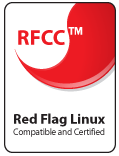 RFCC™
Red Flag Linux
Compatible and Certified